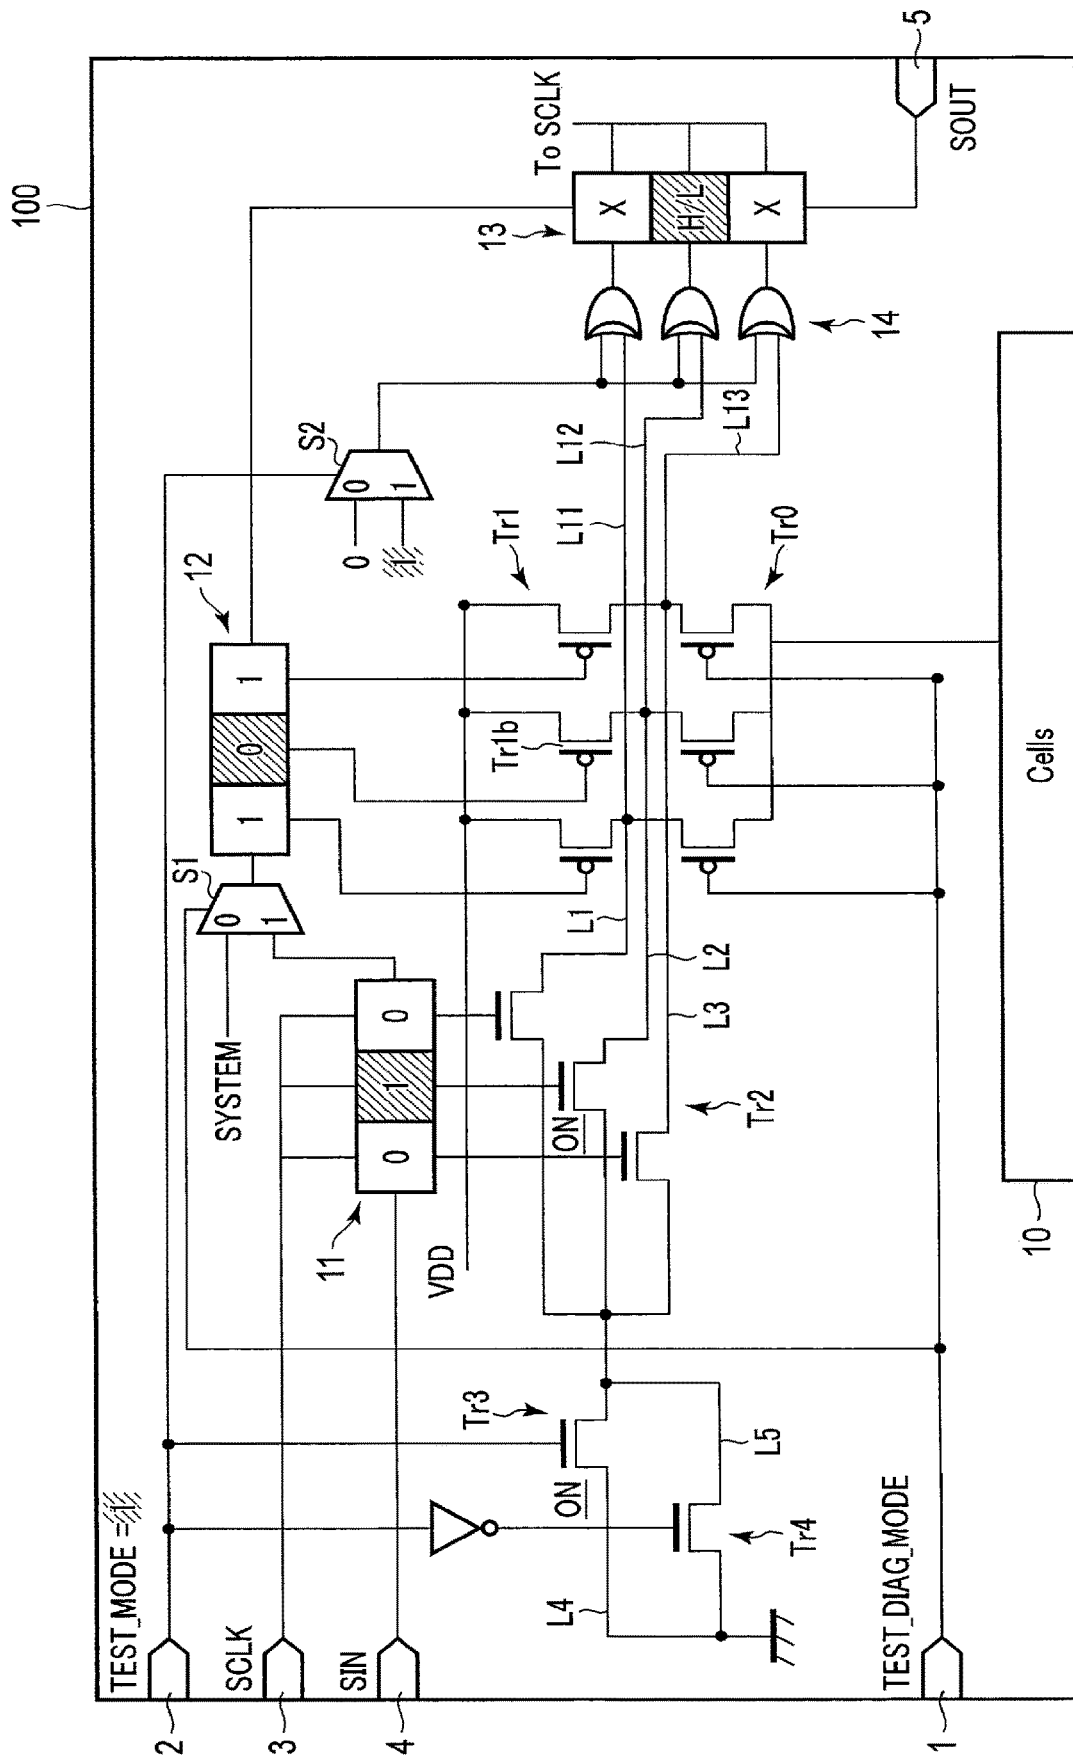 100
TEST_MODE =1
2
SCLK
3
SIN
4
SYSTEM
S1
0
1
12
1
0
1
S2
0
1
0
1
11
0
1
0
VDD
13
X
H/L
X
To SCLK
14
SOUT
5
Tr1
Tr1b
Tr0
L11
L12
L13
L1
L2
L3
Tr2
ON
Tr3
ON
L4
L5
Tr4
TEST_DIAG_MODE
1
Cells
10